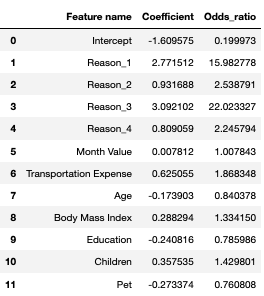 Feature name Coefficient Odds_ratio
0 Intercept -1.609575 0.199973
1 Reason_1 2.771512 15.982778
2 Reason_2 0.931688 2.538791
3 Reason_3 3.092102 22.023327
4 Reason_4 0.809059 2.245794
5 Month Value 0.007812 1.007843
6 Transportation Expense 0.625055 1.868348
7 Age -0.173903 0.840378
8 Body Mass Index 0.288294 1.334150
9 Education -0.240816 0.785986
10 Children 0.357535 1.429801
11 Pet -0.273374 0.760808